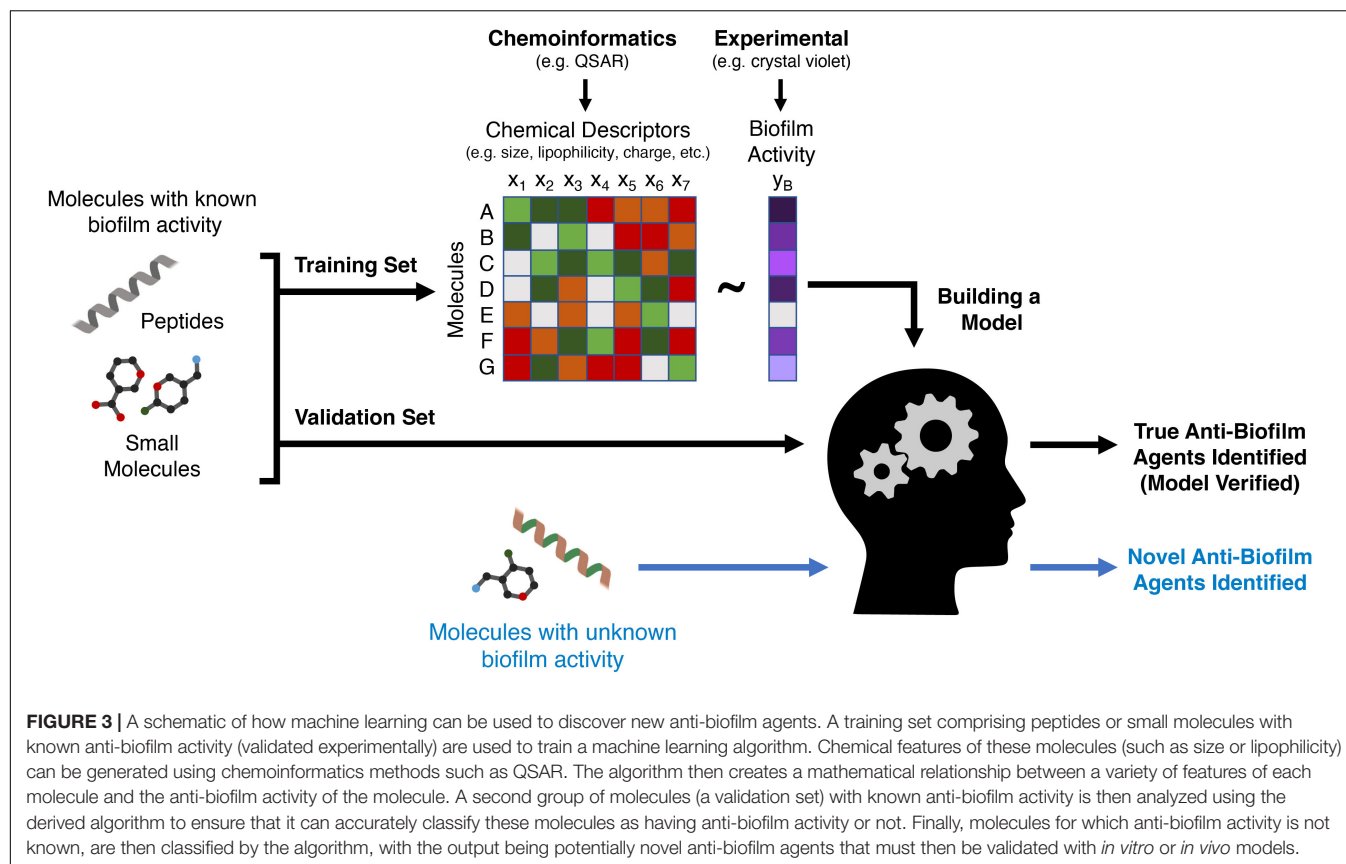 Chemoinformatics
(e.g. QSAR)
Experimental
(e.g. crystal violet)
Chemical Descriptors
(e.g. size, lipophilicity, charge, etc.)
Biofilm
Activity
x1 x2 x3 x4 x5 x6 x7
yB
Molecules with known
biofilm activity
Peptides
Small
Molecules
Training Set
Validation Set
Molecules
A
B
C
D
E
F
G
~
Building a
Model
True Anti-Biofilm
Agents Identified
(Model Verified)
Novel Anti-Biofilm
Agents Identified
Molecules with unknown
biofilm activity
FIGURE 3 | A schematic of how machine learning can be used to discover new anti-biofilm agents. A training set comprising peptides or small molecules with
known anti-biofilm activity (validated experimentally) are used to train a machine learning algorithm. Chemical features of these molecules (such as size or lipophilicity)
can be generated using chemoinformatics methods such as QSAR. The algorithm then creates a mathematical relationship between a variety of features of each
molecule and the anti-biofilm activity of the molecule. A second group of molecules (a validation set) with known anti-biofilm activity is then analyzed using the
derived algorithm to ensure that it can accurately classify these molecules as having anti-biofilm activity or not. Finally, molecules for which anti-biofilm activity is not
known, are then classified by the algorithm, with the output being potentially novel anti-biofilm agents that must then be validated with in vitro or in vivo models.